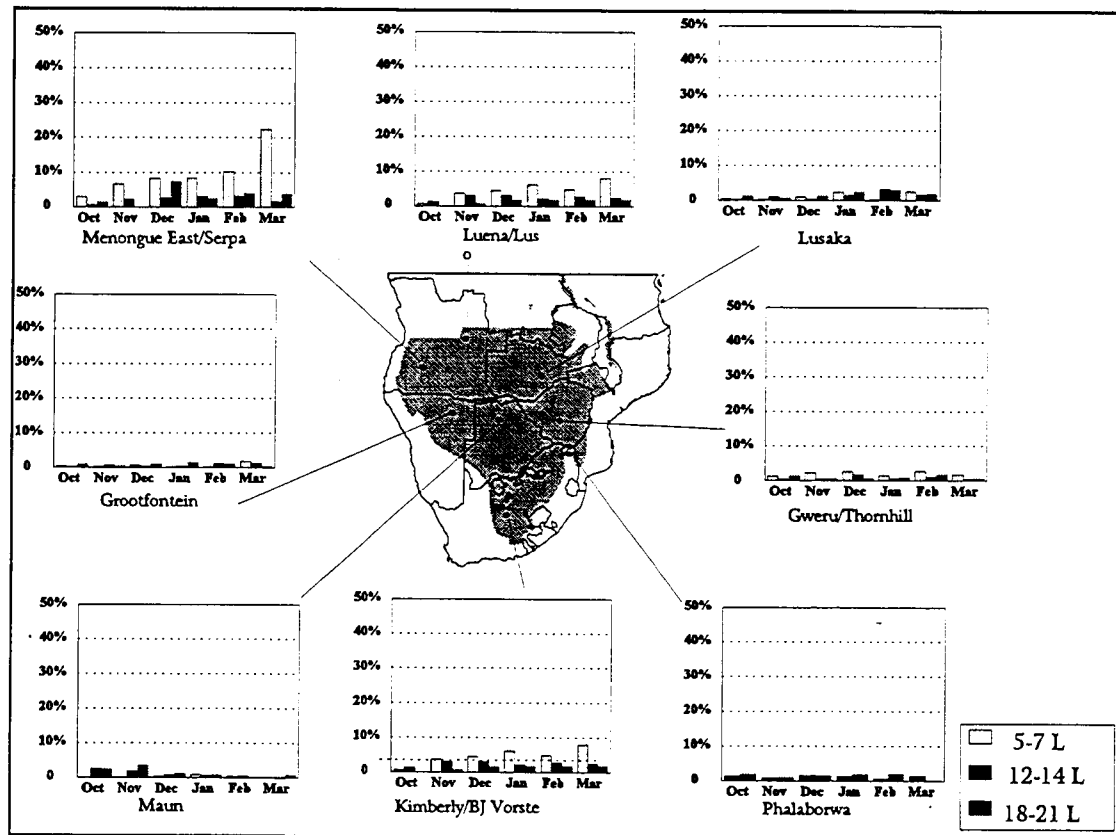 50%
40%
30%
20%
10%
0
Oct Nov Dec Jan Feb Mar
Menongue East/Serpa
50%
40%
30%
20%
10%
0
Oct Nov Dec Jan Feb Mar
Luena/Lus
50%
40%
30%
20%
10%
0
Oct Nov Dec Jan Feb Mar
Lusaka
50%
40%
30%
20%
10%
0
Oct Nov Dec Jan Feb Mar
Grootfontein
50%
40%
30%
20%
10%
0
Oct Nov Dec Jan Feb Mar
Gweru/Thornhill
50%
40%
30%
20%
10%
0
Oct Nov Dec Jan Feb Mar
Maun
50%
40%
30%
20%
10%
0
Oct Nov Dec Jan Feb Mar
Kimberly/BJ Vorste
50%
40%
30%
20%
10%
0
Oct Nov Dec Jan Feb Mar
Phalaborwa
5-7 L
12-14 L
18-21 L